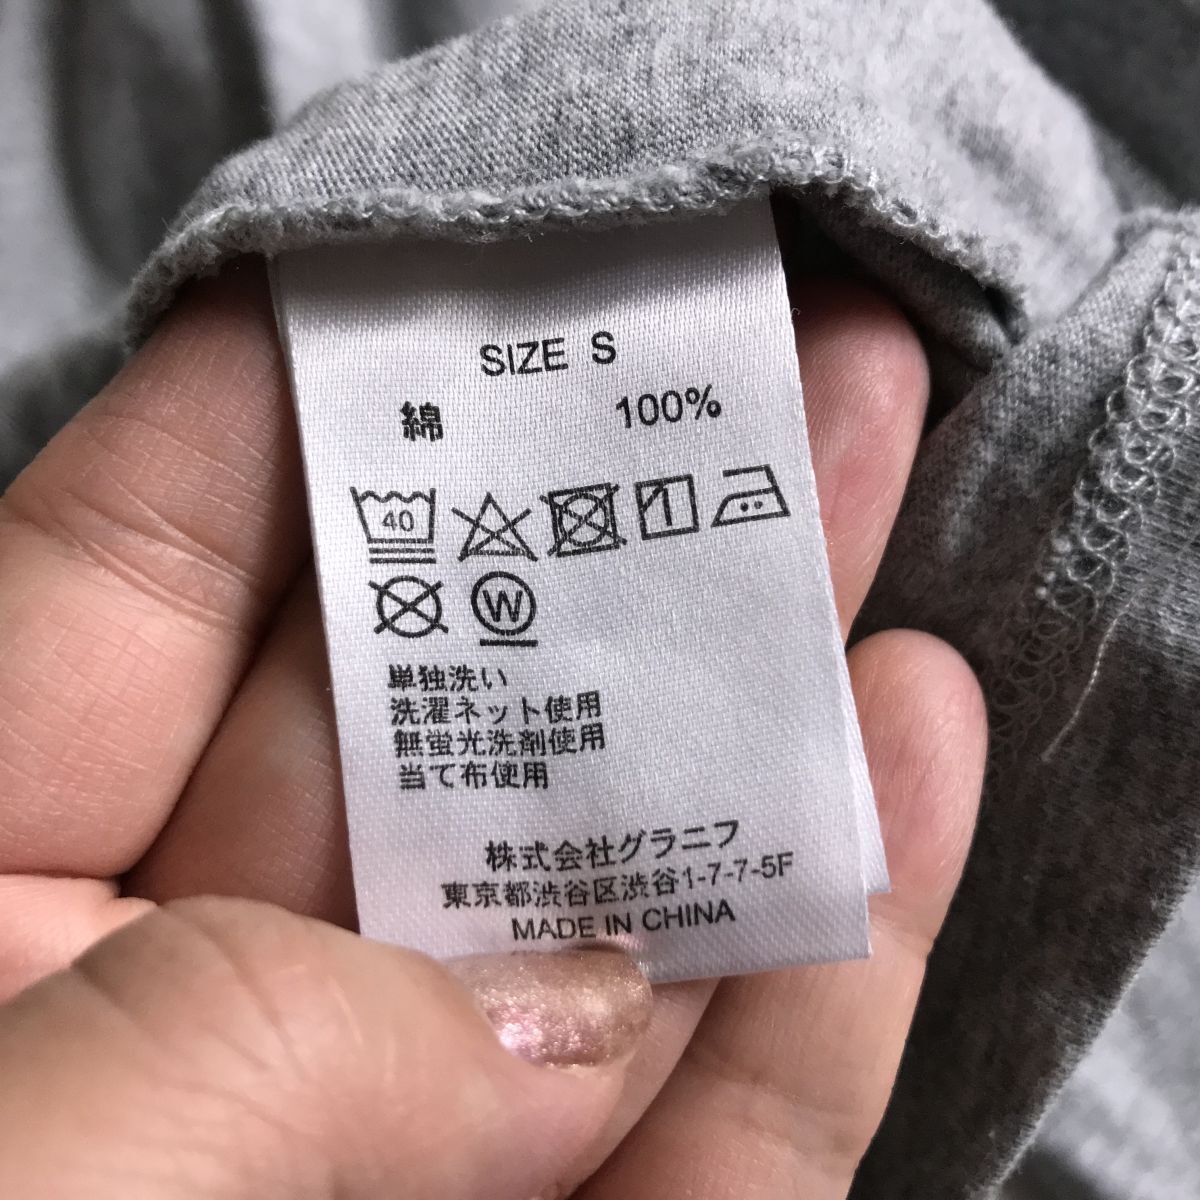 SIZE S
綿 100%
40
W
単独洗い
洗濯ネット使用
無蛍光洗剤使用
当て布使用
株式会社グラニフ
東京都渋谷区渋谷1-7-7-5F
MADE IN CHINA